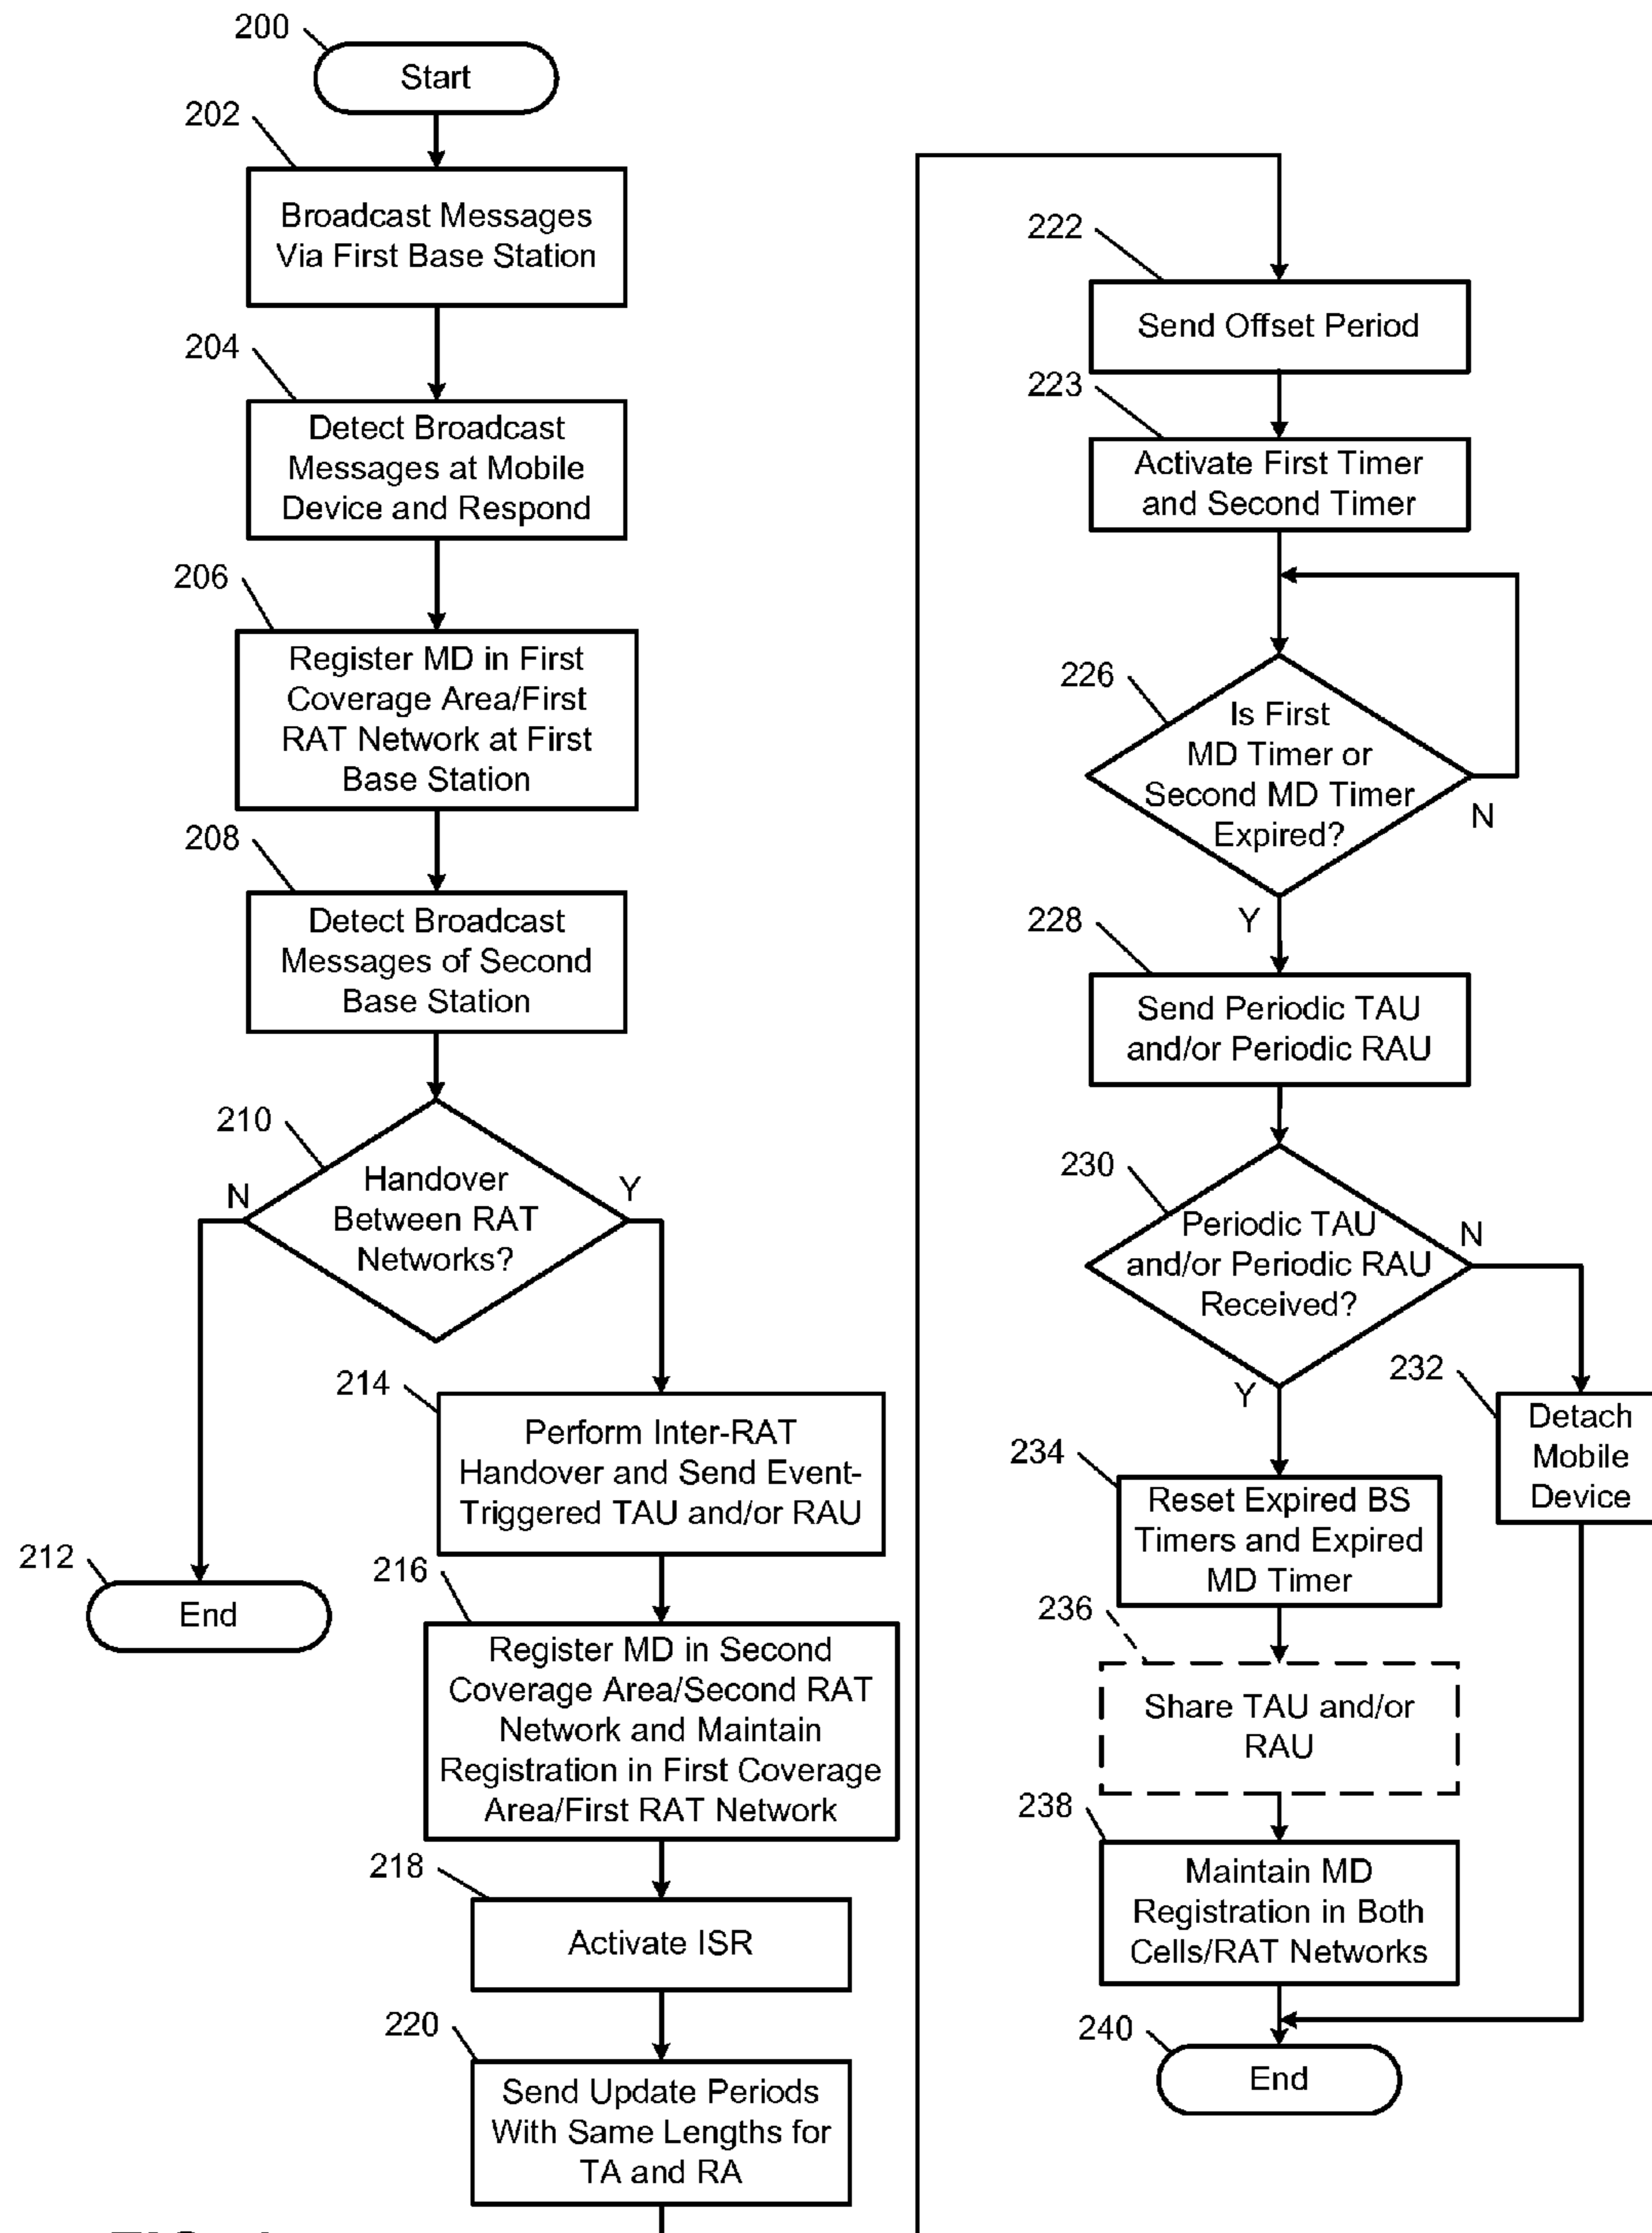 200
Start
202
Broadcast Messages
Via First Base Station
204
Detect Broadcast
Messages at Mobile
Device and Respond
206
Register MD in First
Coverage Area/First
RAT Network at First
Base Station
208
Detect Broadcast
Messages of Second
Base Station
210
Handover
Between RAT
Networks?
N
Y
212
End
214
Perform Inter-RAT
Handover and Send Event-
Triggered TAU and/or RAU
216
Register MD in Second
Coverage Area/Second RAT
Network and Maintain
Registration in First Coverage
Area/First RAT Network
218
Activate ISR
220
Send Update Periods
With Same Lengths for
TA and RA
222
Send Offset Period
223
Activate First Timer
and Second Timer
226
Is First
MD Timer or
Second MD Timer
Expired?
N
Y
228
Send Periodic TAU
and/or Periodic RAU
230
Periodic TAU
and/or Periodic RAU
Received?
N
Y
232
Detach
Mobile
Device
234
Reset Expired BS
Timers and Expired
MD Timer
236
Share TAU and/or
RAU
238
Maintain MD
Registration in Both
Cells/RAT Networks
240
End